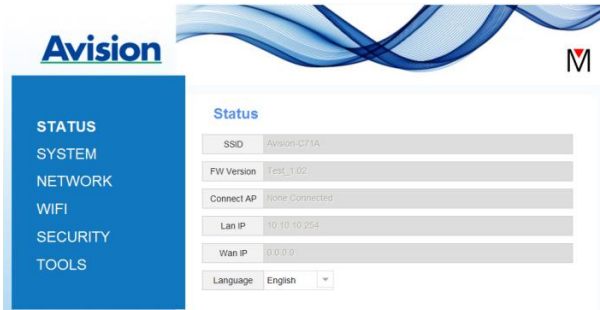 Avision
M
STATUS
SYSTEM
NETWORK
WIFI
SECURITY
TOOLS
Status
SSID Avision-C71A
FW Version Test_1.02
Connect AP None Connected
Lan IP 10.10.10.254
Wan IP 0.0.0.0
Language English